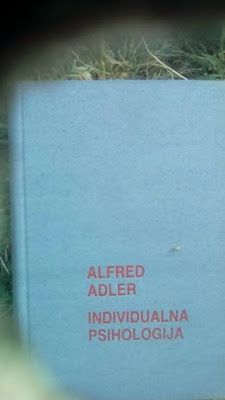 ALFRED
ADLER
INDIVIDUALNA
PSIHOLOGIJA